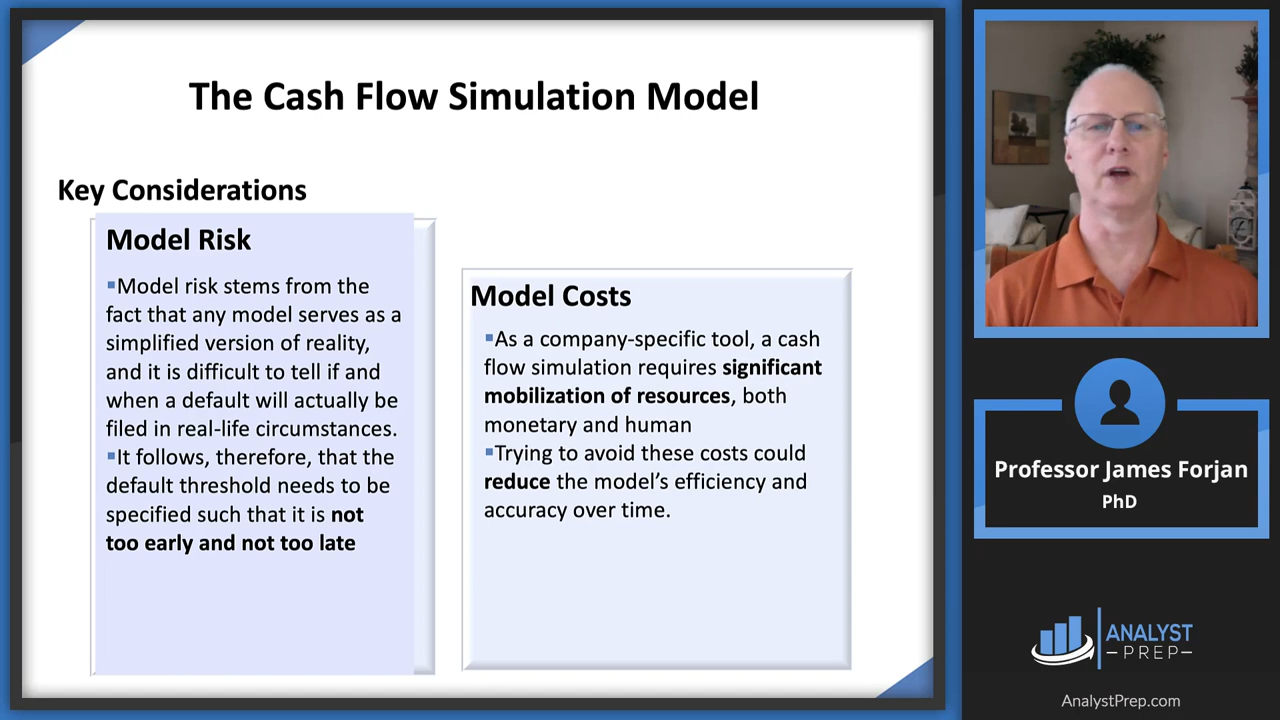 The Cash Flow Simulation Model
Key Considerations
Model Risk
▪Model risk stems from the
fact that any model serves as a
simplified version of reality,
and it is difficult to tell if and
when a default will actually be
filed in real-life circumstances.
▪It follows, therefore, that the
default threshold needs to be
specified such that it is not
too early and not too late
Model Costs
▪As a company-specific tool, a cash
flow simulation requires significant
mobilization of resources, both
monetary and human
▪Trying to avoid these costs could
reduce the model’s efficiency and
accuracy over time.
Professor James Forjan
PhD
ANALYST
–PREP–
AnalystPrep.com